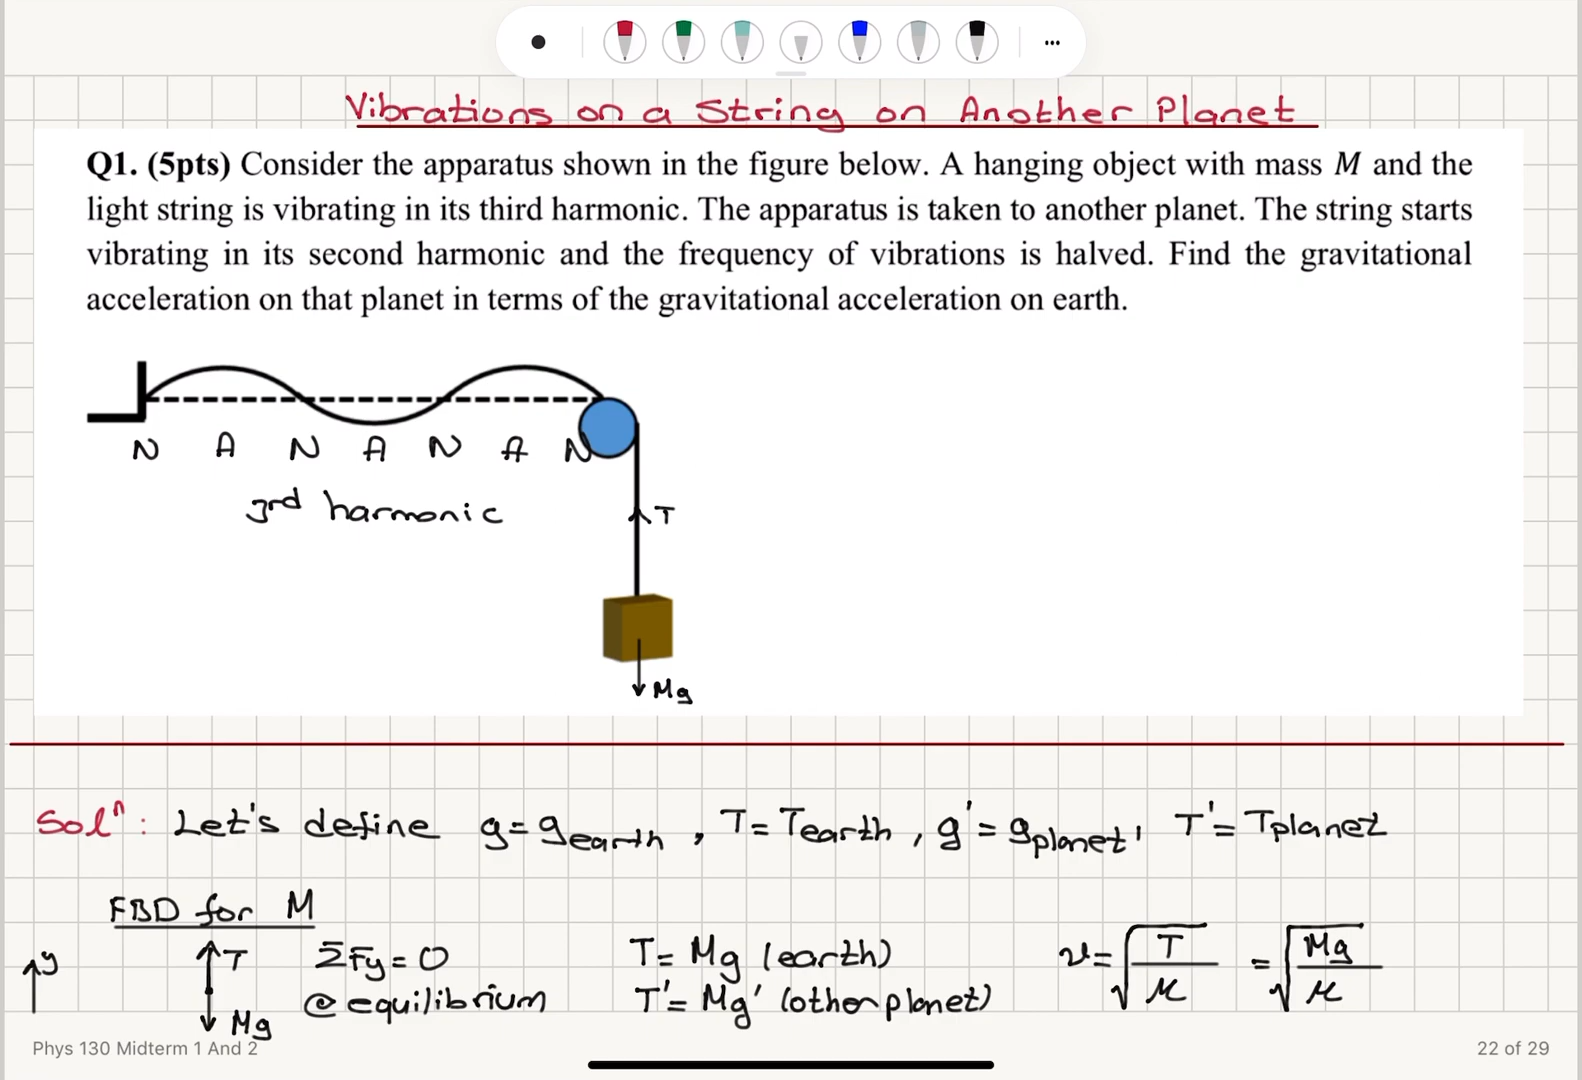 Vibrations on a String on Another Planet
Q1. (5pts) Consider the apparatus shown in the figure below. A hanging object with mass M and the
light string is vibrating in its third harmonic. The apparatus is taken to another planet. The string starts
vibrating in its second harmonic and the frequency of vibrations is halved. Find the gravitational
acceleration on that planet in terms of the gravitational acceleration on earth.
N A N A N A N
3rd harmonic
T
Mg
Solⁿ: Let's define g = g_earth , T = T_earth , g' = g_planet , T' = T_planet
FBD for M
y
T
ΣFy = 0
T = Mg (earth)
v = √(T/μ) = √(Mg/μ)
Mg
@ equilibrium
T' = Mg' (other planet)
Phys 130 Midterm 1 And 2
22 of 29